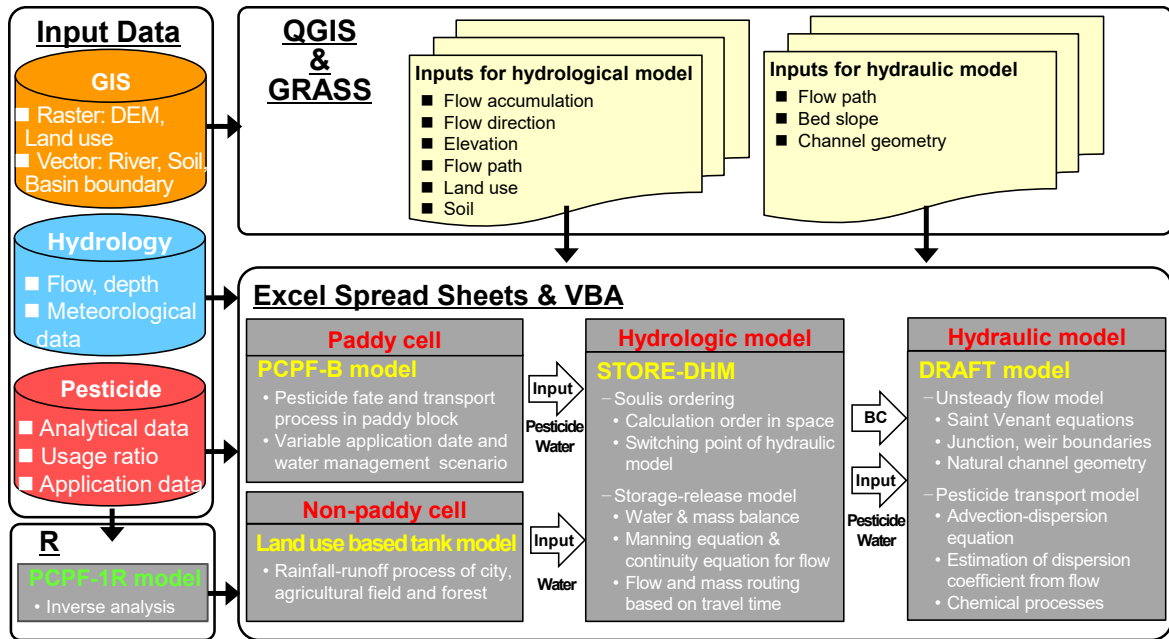 Input Data
GIS
■ Raster: DEM,
Land use
■ Vector: River, Soil,
Basin boundary
Hydrology
■ Flow, depth
■ Meteorological
data
Pesticide
■ Analytical data
■ Usage ratio
■ Application data
R
PCPF-1R model
• Inverse analysis
QGIS
&
GRASS
Inputs for hydrological model
■ Flow accumulation
■ Flow direction
■ Elevation
■ Flow path
■ Land use
■ Soil
Inputs for hydraulic model
■ Flow path
■ Bed slope
■ Channel geometry
Excel Spread Sheets & VBA
Paddy cell
PCPF-B model
• Pesticide fate and transport
process in paddy block
• Variable application date and
water management scenario
Input
Pesticide
Water
Non-paddy cell
Land use based tank model
• Rainfall-runoff process of city,
agricultural field and forest
Input
Water
Hydrologic model
STORE-DHM
–Soulis ordering
• Calculation order in space
• Switching point of hydraulic
model
–Storage-release model
• Water & mass balance
• Manning equation &
continuity equation for flow
• Flow and mass routing
based on travel time
BC
Input
Pesticide
Water
Hydraulic model
DRAFT model
–Unsteady flow model
• Saint Venant equations
• Junction, weir boundaries
• Natural channel geometry
–Pesticide transport model
• Advection-dispersion
equation
• Estimation of dispersion
coefficient from flow
• Chemical processes